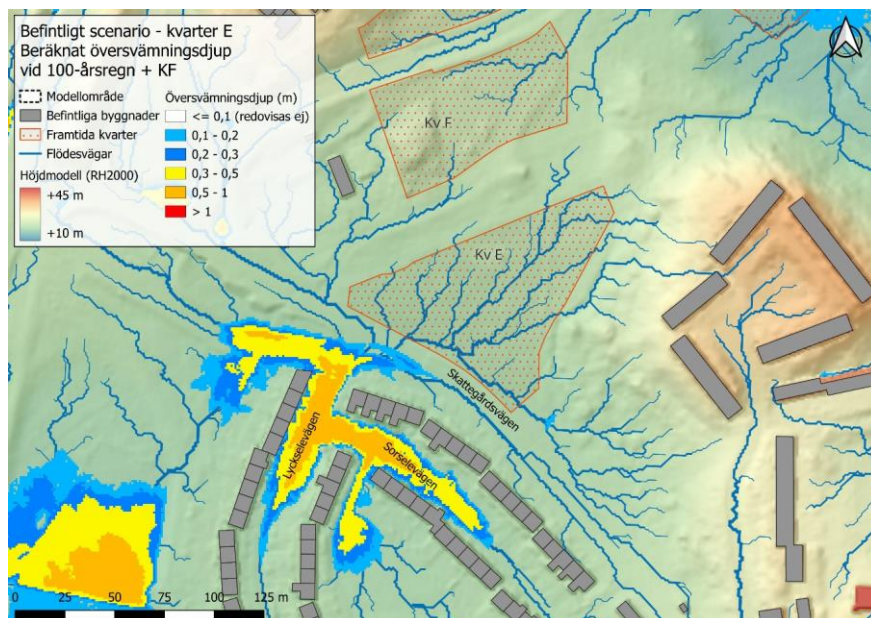 Befintligt scenario - kvarter E
Beräknat översvämningsdjup
vid 100-årsregn + KF
Modellområde
Befintliga byggnader
Framtida kvarter
Flödesvägar
Höjdmodell (RH2000)
+45 m
+10 m
Översvämningsdjup (m)
<= 0,1 (redovisas ej)
0,1 - 0,2
0,2 - 0,3
0,3 - 0,5
0,5 - 1
> 1
Kv F
Kv E
Skattegårdsvägen
Lyckselevägen
Sorselevägen
0 25 50 75 100 125 m